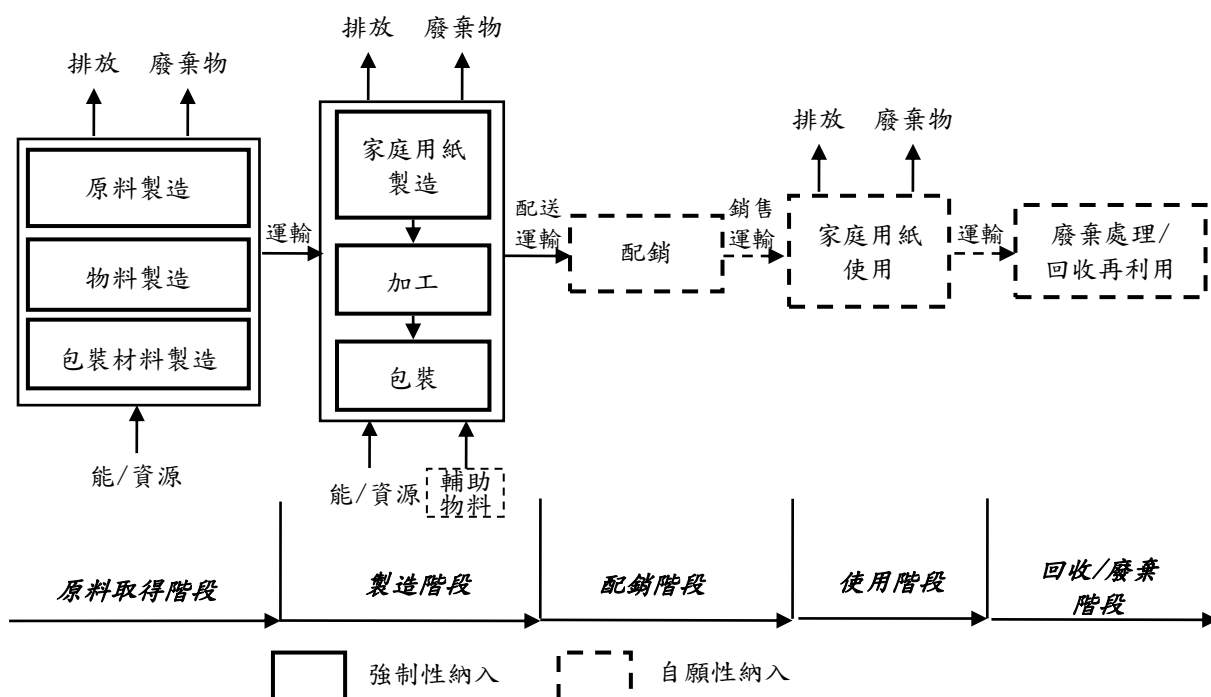 排放
廢棄物
原料製造
物料製造
包裝材料製造
能/資源
運輸
排放
廢棄物
家庭用紙
製造
加工
包裝
能/資源
輔助
物料
配送
運輸
配銷
銷售
運輸
排放
廢棄物
家庭用紙
使用
運輸
廢棄處理/
回收再利用
原料取得階段
製造階段
配銷階段
使用階段
回收/廢棄
階段
強制性納入
自願性納入